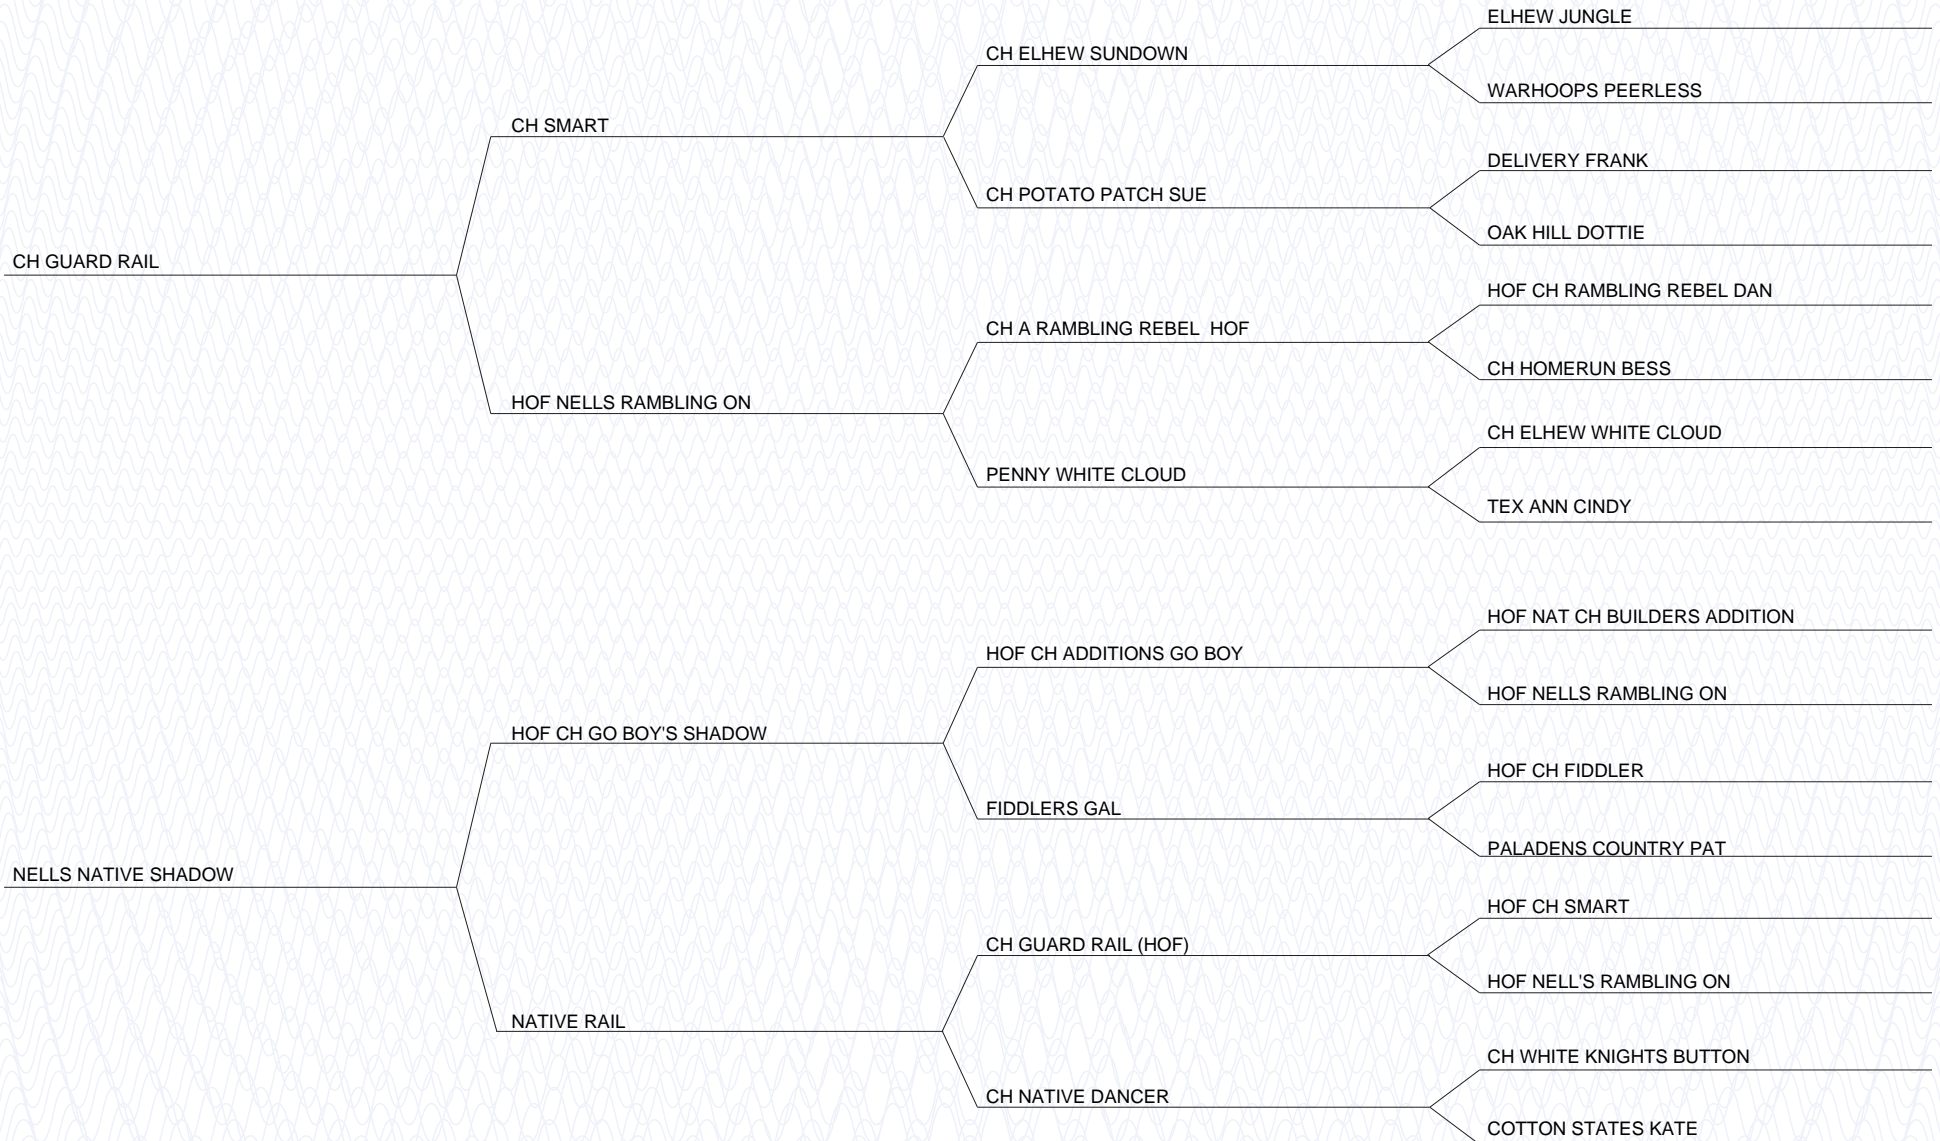 ELHEW JUNGLE
CH ELHEW SUNDOWN
WARHOOPS PEERLESS
CH SMART
DELIVERY FRANK
CH POTATO PATCH SUE
OAK HILL DOTTIE
CH GUARD RAIL
HOF CH RAMBLING REBEL DAN
CH A RAMBLING REBEL  HOF
CH HOMERUN BESS
HOF NELLS RAMBLING ON
CH ELHEW WHITE CLOUD
PENNY WHITE CLOUD
TEX ANN CINDY
HOF NAT CH BUILDERS ADDITION
HOF CH ADDITIONS GO BOY
HOF NELLS RAMBLING ON
HOF CH GO BOY'S SHADOW
HOF CH FIDDLER
FIDDLERS GAL
PALADENS COUNTRY PAT
NELLS NATIVE SHADOW
HOF CH SMART
CH GUARD RAIL (HOF)
HOF NELL'S RAMBLING ON
NATIVE RAIL
CH WHITE KNIGHTS BUTTON
CH NATIVE DANCER
COTTON STATES KATE